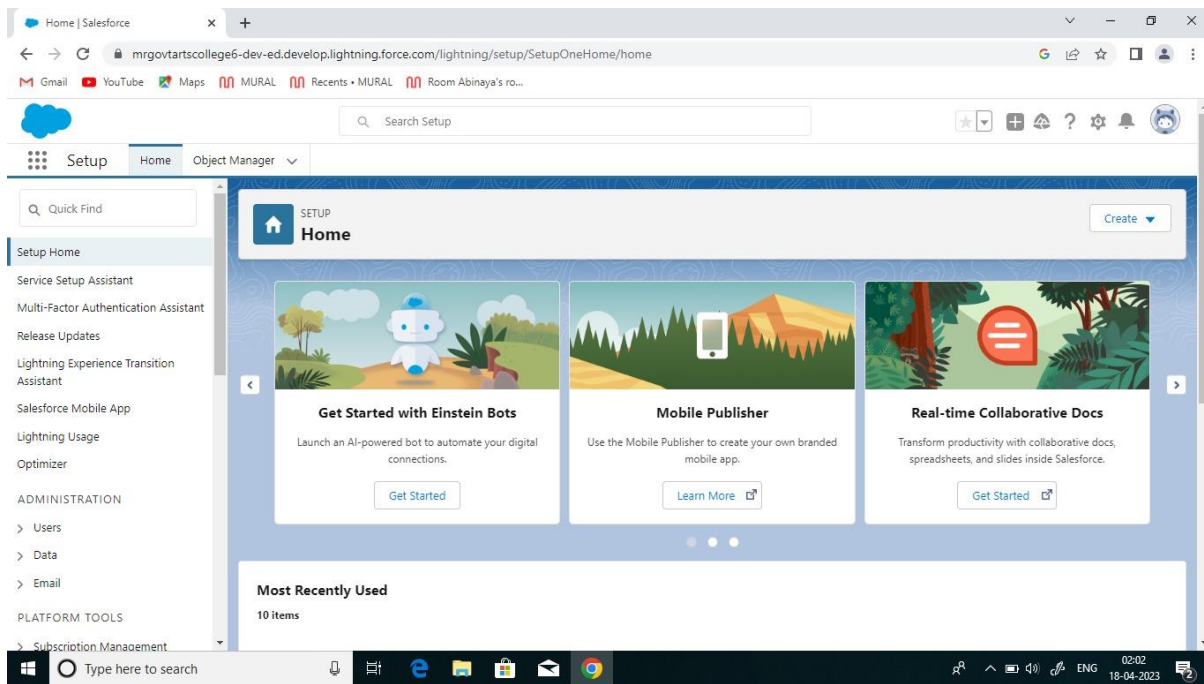 Home | Salesforce
mrgovtartscollege6-dev-ed.develop.lightning.force.com/lightning/setup/SetupOneHome/home
Gmail YouTube Maps MURAL Recents • MURAL Room Abinaya's ro...
Search Setup
Setup Home Object Manager
Quick Find
Setup Home
Service Setup Assistant
Multi-Factor Authentication Assistant
Release Updates
Lightning Experience Transition
Assistant
Salesforce Mobile App
Lightning Usage
Optimizer
ADMINISTRATION
Users
Data
Email
PLATFORM TOOLS
Subscription Management
SETUP
Home
Create
Get Started with Einstein Bots
Launch an AI-powered bot to automate your digital
connections.
Get Started
Mobile Publisher
Use the Mobile Publisher to create your own branded
mobile app.
Learn More
Real-time Collaborative Docs
Transform productivity with collaborative docs,
spreadsheets, and slides inside Salesforce.
Get Started
Most Recently Used
10 items
Type here to search
ENG
02:02
18-04-2023
2